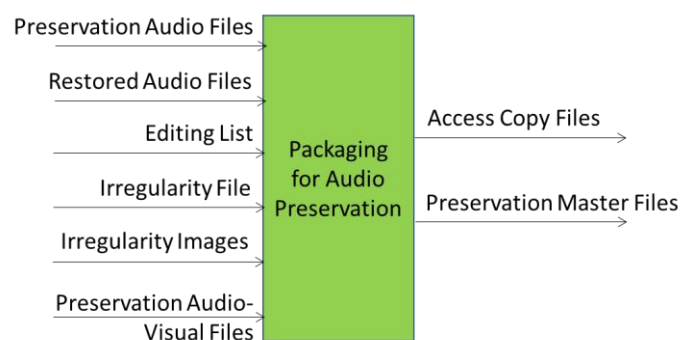 Preservation Audio Files
Restored Audio Files
Editing List
Irregularity File
Irregularity Images
Preservation Audio-
Visual Files
Packaging
for Audio
Preservation
Access Copy Files
Preservation Master Files